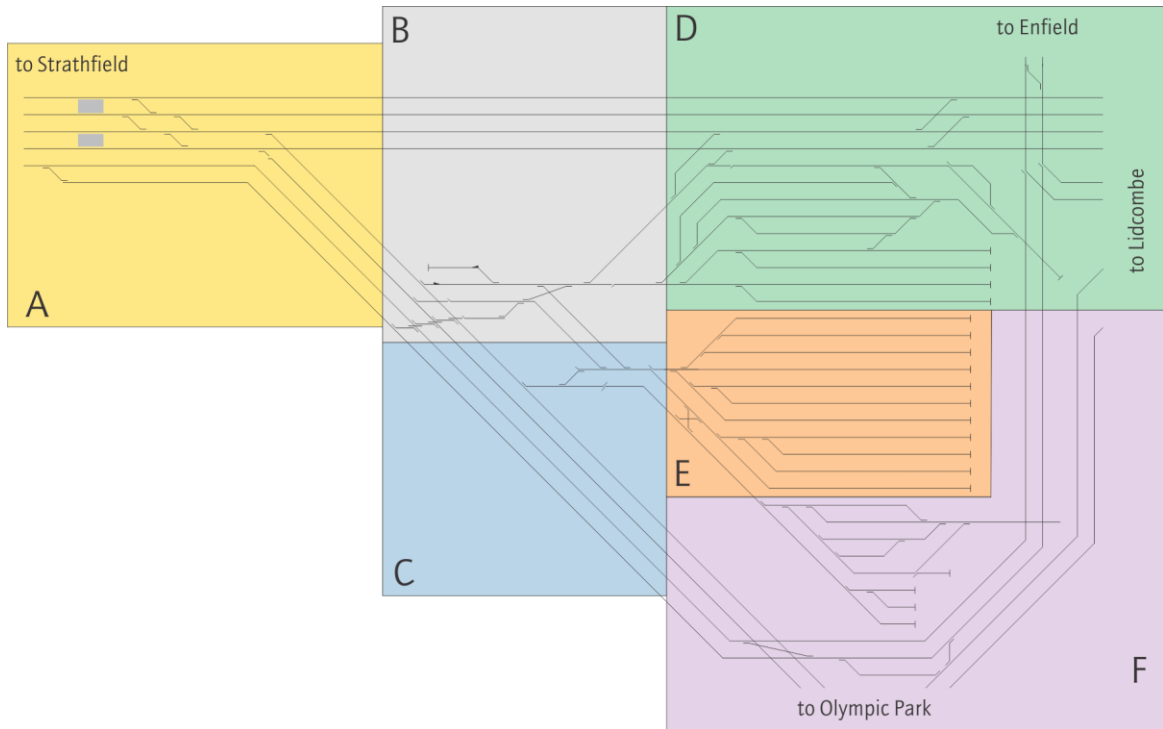 B
D
to Enfield
to Strathfield
to Lidcombe
A
E
C
F
to Olympic Park